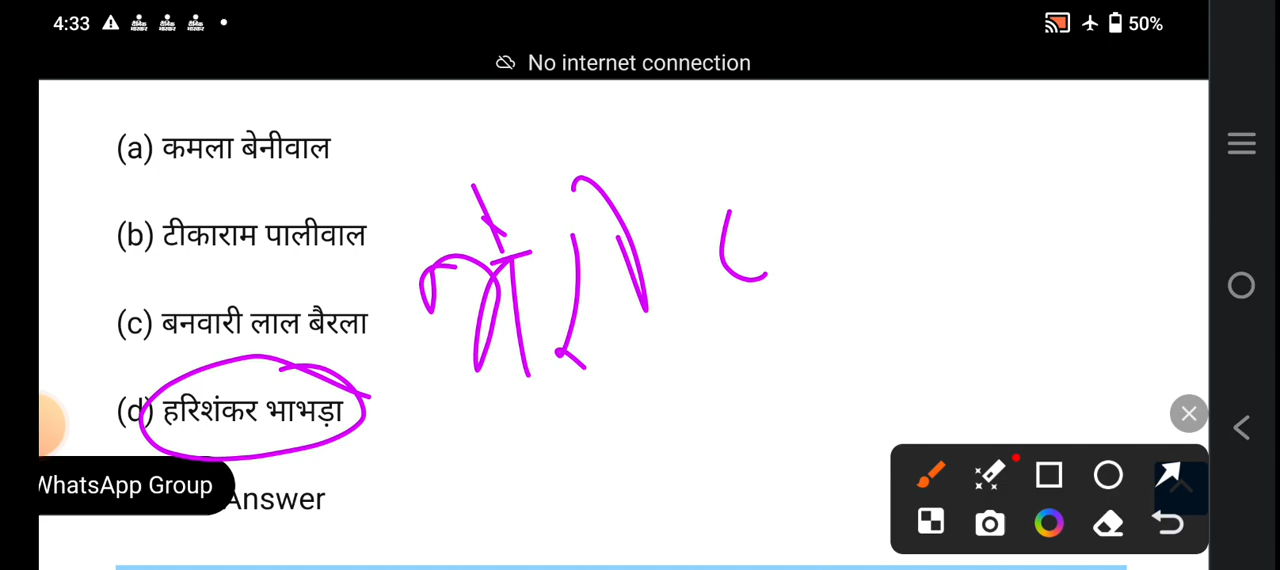 4:33
50%
No internet connection
(a) कमला बेनीवाल
(b) टीकाराम पालीवाल
(c) बनवारी लाल बैरला
(d) हरिशंकर भाभड़ा
WhatsApp Group
Answer